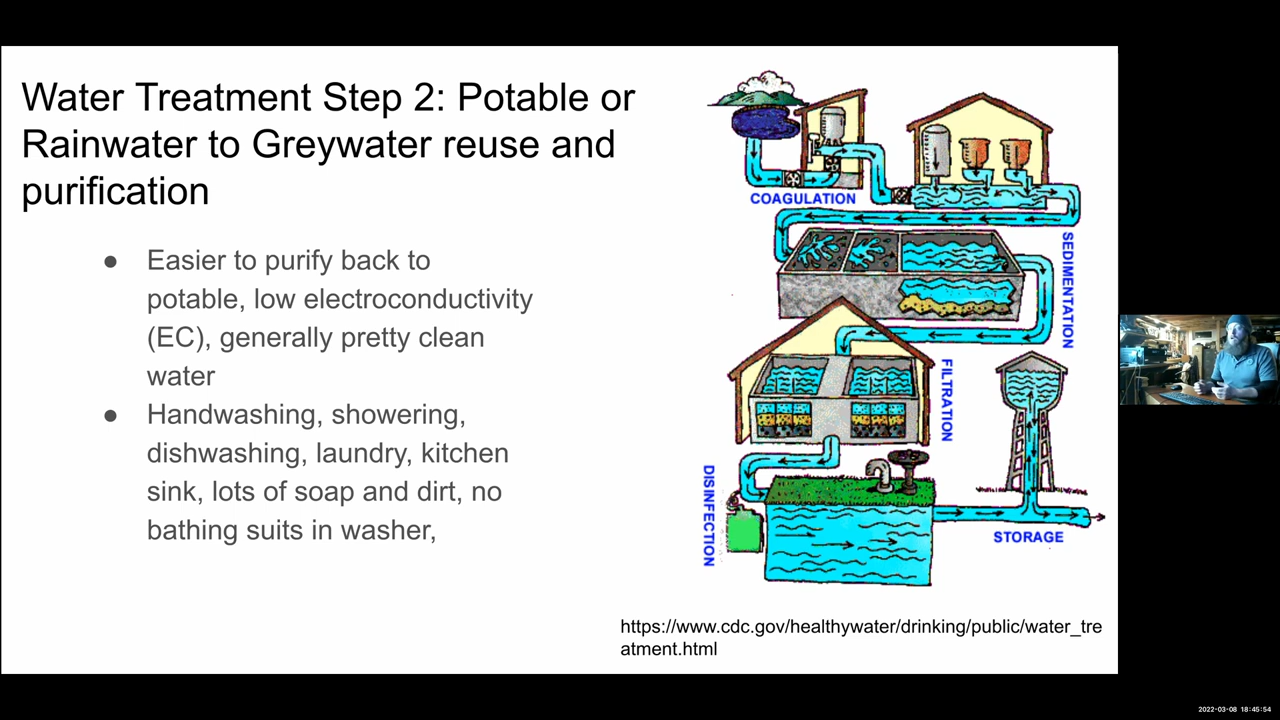 Water Treatment Step 2: Potable or
Rainwater to Greywater reuse and
purification
● Easier to purify back to
potable, low electroconductivity
(EC), generally pretty clean
water
● Handwashing, showering,
dishwashing, laundry, kitchen
sink, lots of soap and dirt, no
bathing suits in washer,
COAGULATION
SEDIMENTATION
FILTRATION
DISINFECTION
STORAGE
https://www.cdc.gov/healthywater/drinking/public/water_tre
atment.html
2022-03-08 18:45:54